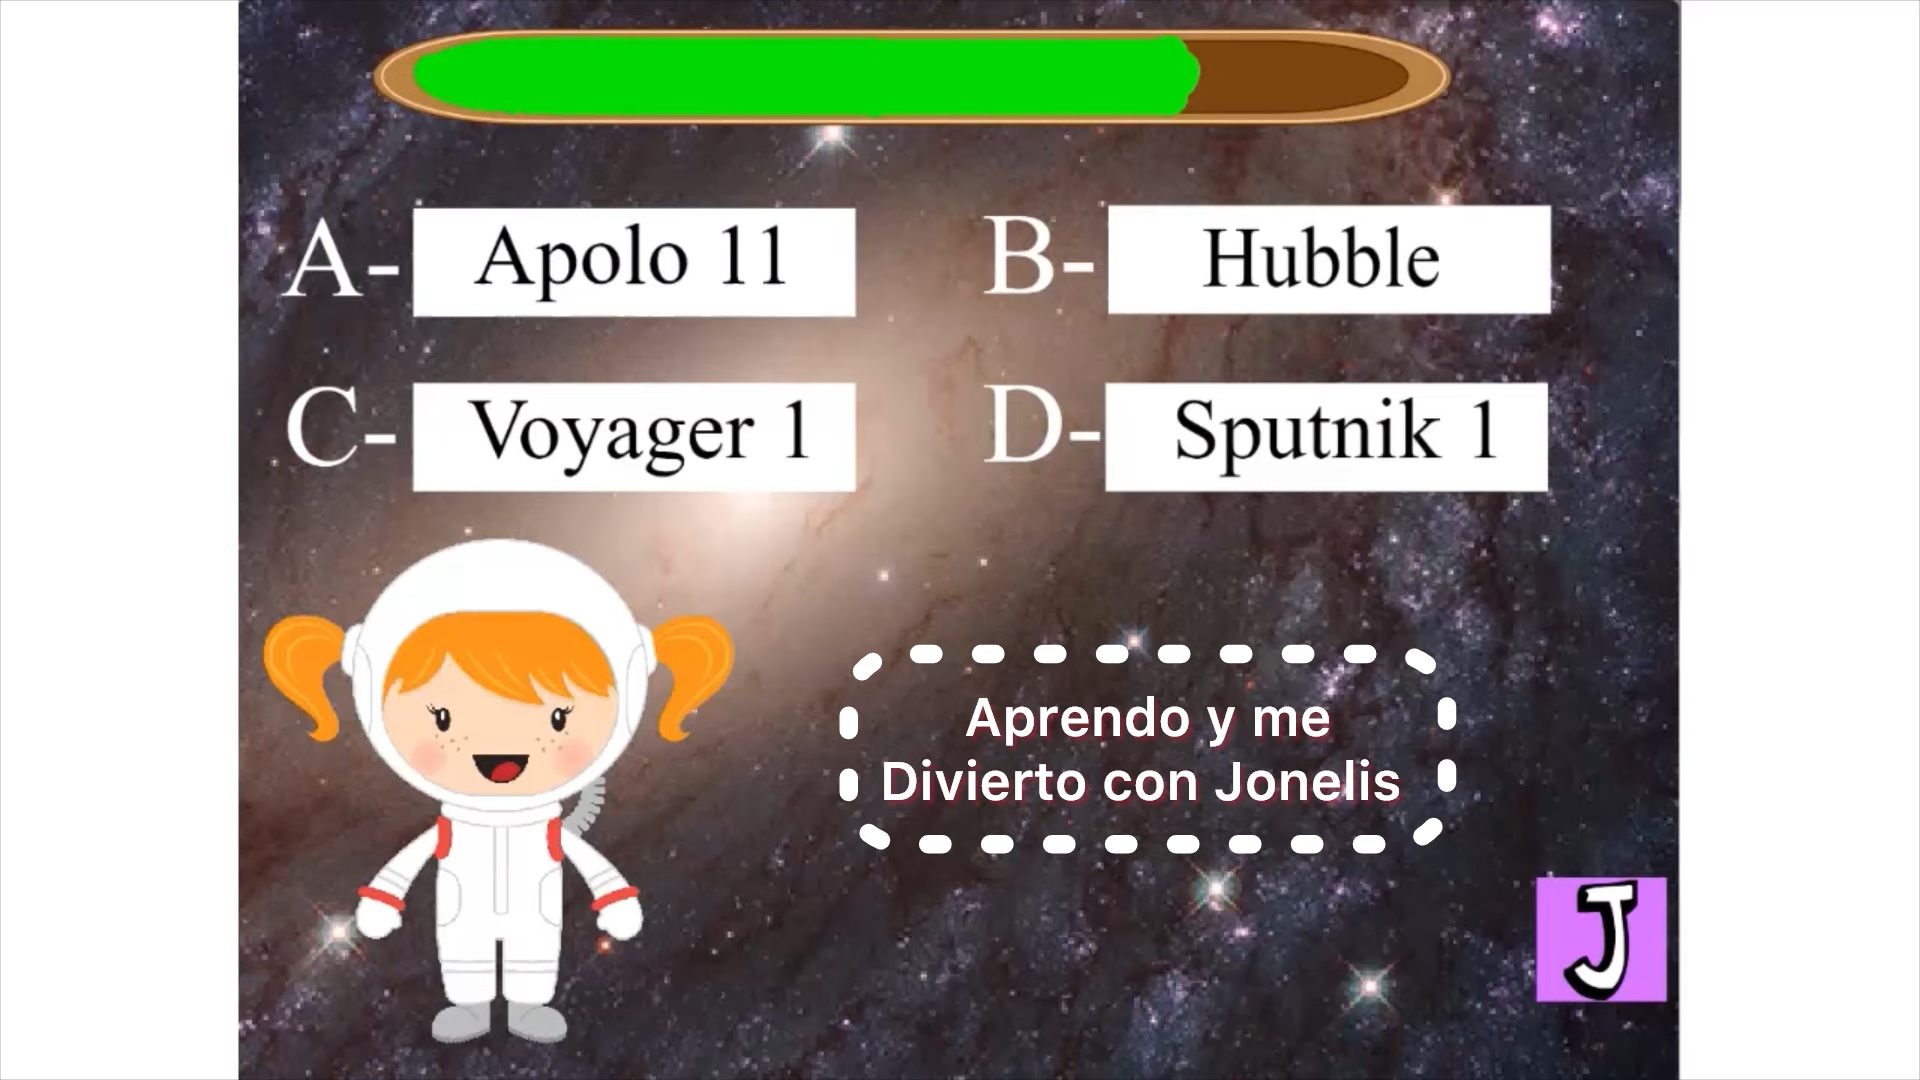 A- Apolo 11
B- Hubble
C- Voyager 1
D- Sputnik 1
Aprendo y me
Divierto con Jonelis
J